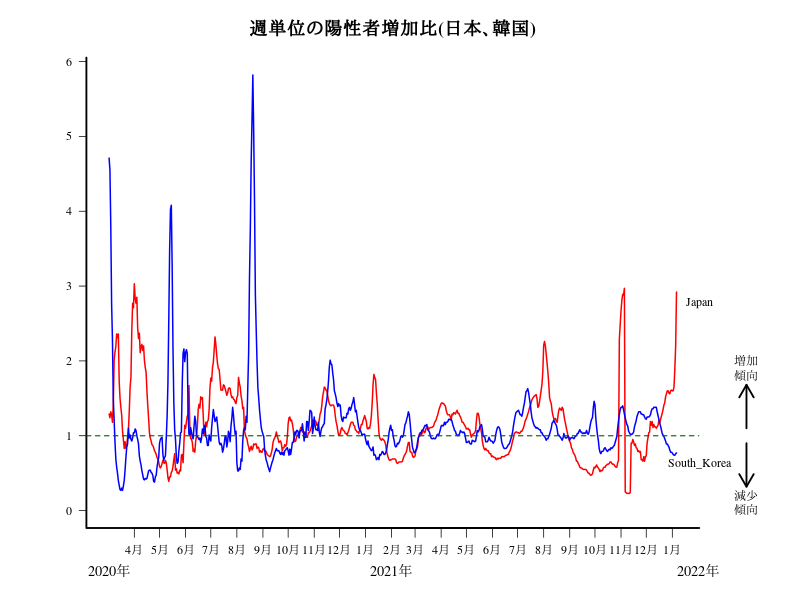 週単位の陽性者増加比(日本､韓国)
6
5
4
3
2
1
0
Japan
増加
傾向
South_Korea
減少
傾向
4月 5月 6月 7月 8月 9月 10月 11月 12月 1月 2月 3月 4月 5月 6月 7月 8月 9月 10月 11月 12月 1月
2020年 2021年 2022年